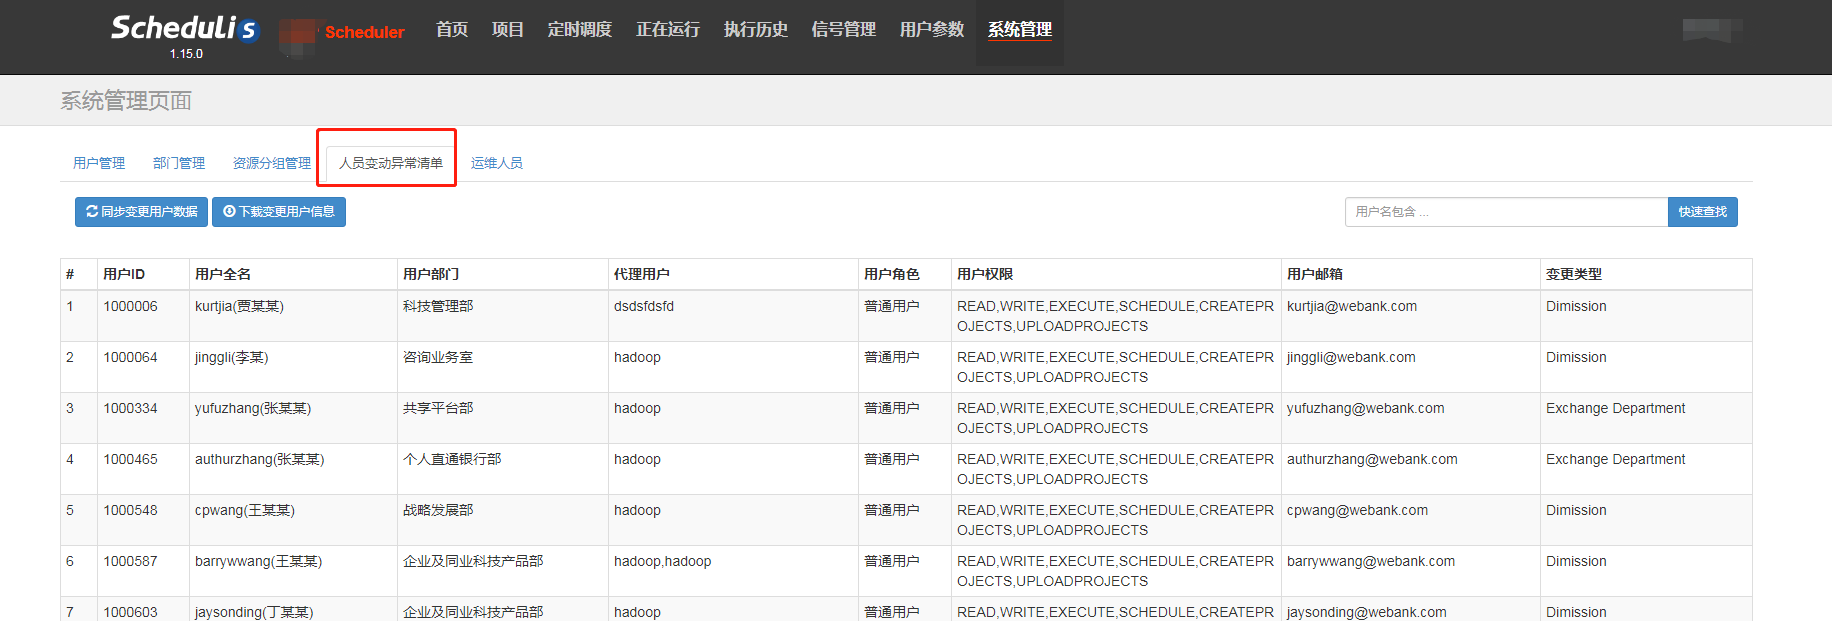 Schedulis
1.15.0
Scheduler
首页 项目 定时调度 正在运行 执行历史 信号管理 用户参数 系统管理
系统管理页面
用户管理 部门管理 资源分组管理 人员变动异常清单 运维人员
同步变更用户数据 下载变更用户信息 用户名包含 ... 快速查找
# 用户ID 用户全名 用户部门 代理用户 用户角色 用户权限 用户邮箱 变更类型
1 1000006 kurtjia(贾某某) 科技管理部 dsdsfdsfd 普通用户 READ,WRITE,EXECUTE,SCHEDULE,CREATEPR kurtjia@webank.com Dimission
OJECTS,UPLOADPROJECTS
2 1000064 jinggli(李某) 咨询业务室 hadoop 普通用户 READ,WRITE,EXECUTE,SCHEDULE,CREATEPR jinggli@webank.com Dimission
OJECTS,UPLOADPROJECTS
3 1000334 yufuzhang(张某某) 共享平台部 hadoop 普通用户 READ,WRITE,EXECUTE,SCHEDULE,CREATEPR yufuzhang@webank.com Exchange Department
OJECTS,UPLOADPROJECTS
4 1000465 authurzhang(张某某) 个人直通银行部 hadoop 普通用户 READ,WRITE,EXECUTE,SCHEDULE,CREATEPR authurzhang@webank.com Exchange Department
OJECTS,UPLOADPROJECTS
5 1000548 cpwang(王某某) 战略发展部 hadoop 普通用户 READ,WRITE,EXECUTE,SCHEDULE,CREATEPR cpwang@webank.com Dimission
OJECTS,UPLOADPROJECTS
6 1000587 barrywwang(王某某) 企业及同业科技产品部 hadoop,hadoop 普通用户 READ,WRITE,EXECUTE,SCHEDULE,CREATEPR barrywwang@webank.com Dimission
OJECTS,UPLOADPROJECTS
7 1000603 jaysonding(丁某某) 企业及同业科技产品部 hadoop 普通用户 READ,WRITE,EXECUTE,SCHEDULE,CREATEPR jaysonding@webank.com Dimission